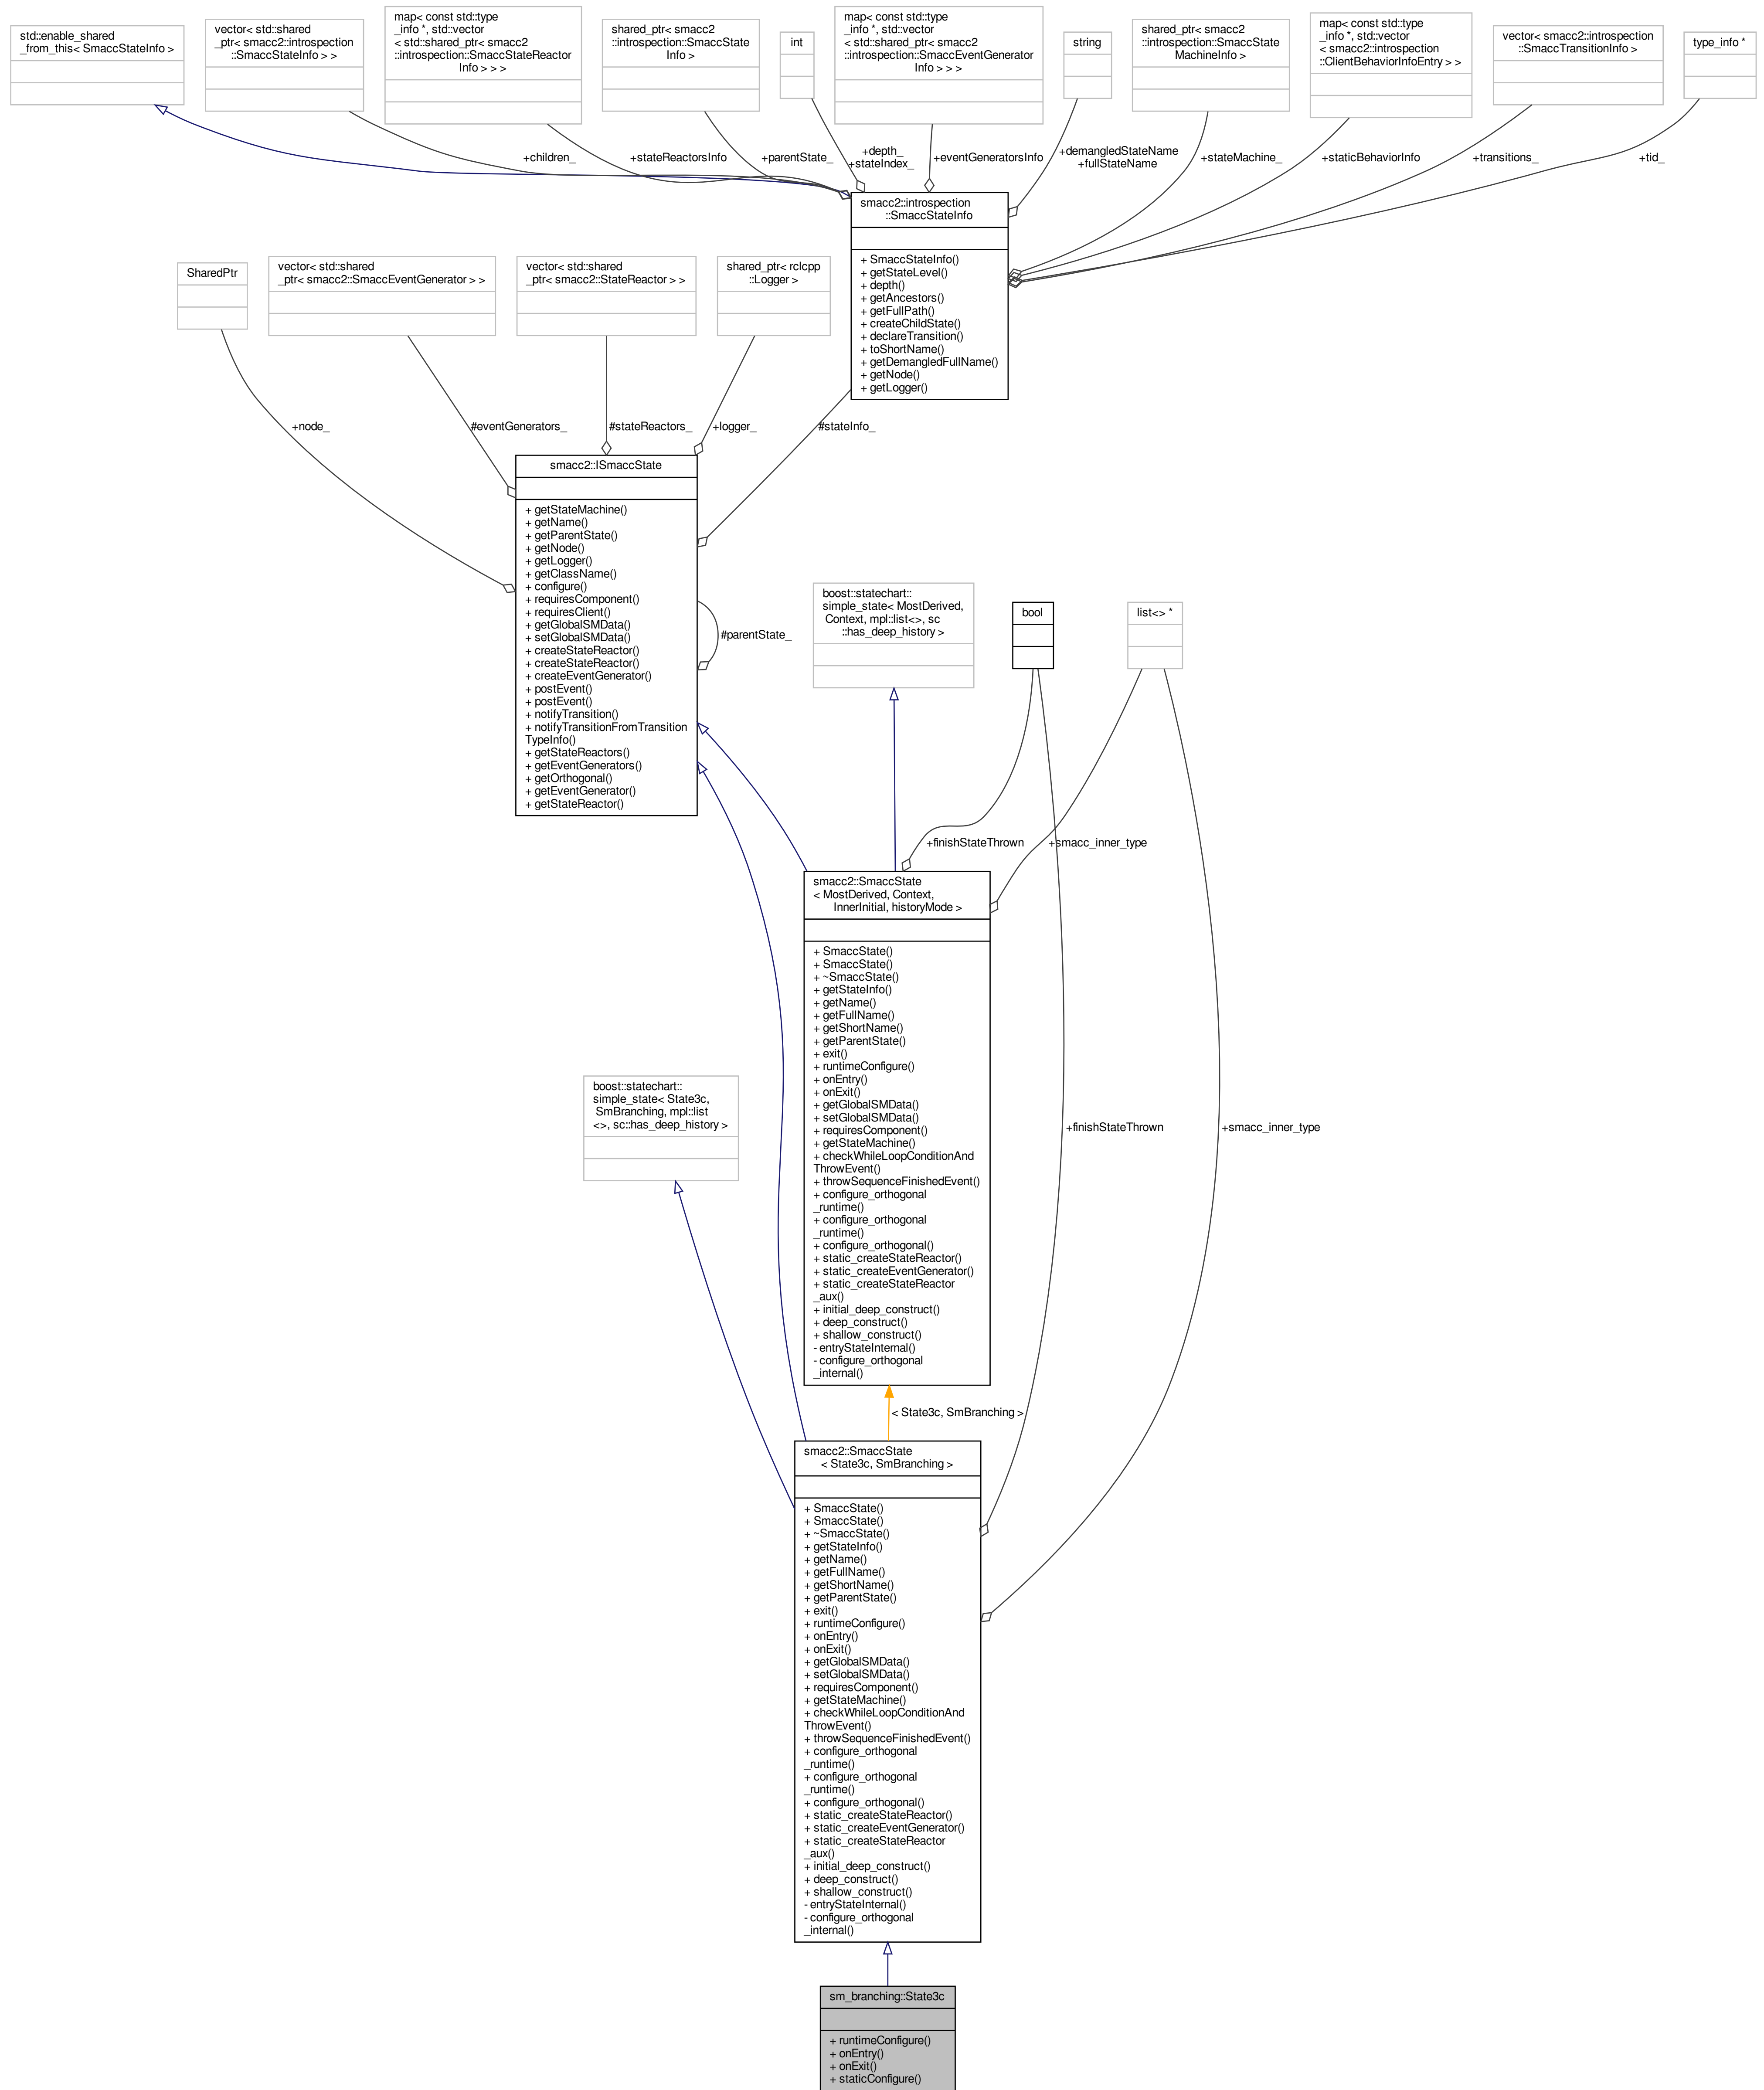 std::enable_shared
_from_this< SmaccStateInfo >
vector< std::shared
_ptr< smacc2::introspection
::SmaccStateInfo > >
map< const std::type
_info *, std::vector
< std::shared_ptr< smacc2
::introspection::SmaccStateReactor
Info > > >
shared_ptr< smacc2
::introspection::SmaccState
Info >
int
map< const std::type
_info *, std::vector
< std::shared_ptr< smacc2
::introspection::SmaccEventGenerator
Info > > >
string
shared_ptr< smacc2
::introspection::SmaccState
MachineInfo >
map< const std::type
_info *, std::vector
< smacc2::introspection
::ClientBehaviorInfoEntry > >
vector< smacc2::introspection
::SmaccTransitionInfo >
type_info *
+children_
+stateReactorsInfo
+parentState_
+depth_
+stateIndex_
+eventGeneratorsInfo
+demangledStateName
+fullStateName
+stateMachine_
+staticBehaviorInfo
+transitions_
+tid_
smacc2::introspection
::SmaccStateInfo
+ SmaccStateInfo()
+ getStateLevel()
+ depth()
+ getAncestors()
+ getFullPath()
+ createChildState()
+ declareTransition()
+ toShortName()
+ getDemangledFullName()
+ getNode()
+ getLogger()
SharedPtr
vector< std::shared
_ptr< smacc2::SmaccEventGenerator > >
vector< std::shared
_ptr< smacc2::StateReactor > >
shared_ptr< rclcpp
::Logger >
+node_
#eventGenerators_
#stateReactors_
+logger_
#stateInfo_
smacc2::ISmaccState
+ getStateMachine()
+ getName()
+ getParentState()
+ getNode()
+ getLogger()
+ getClassName()
+ configure()
+ requiresComponent()
+ requiresClient()
+ getGlobalSMData()
+ setGlobalSMData()
+ createStateReactor()
+ createStateReactor()
+ createEventGenerator()
+ postEvent()
+ postEvent()
+ notifyTransition()
+ notifyTransitionFromTransition
TypeInfo()
+ getStateReactors()
+ getEventGenerators()
+ getOrthogonal()
+ getEventGenerator()
+ getStateReactor()
#parentState_
boost::statechart::
simple_state< MostDerived,
Context, mpl::list<>, sc
::has_deep_history >
bool
list<> *
+finishStateThrown
+smacc_inner_type
smacc2::SmaccState
< MostDerived, Context,
InnerInitial, historyMode >
+ SmaccState()
+ SmaccState()
+ ~SmaccState()
+ getStateInfo()
+ getName()
+ getFullName()
+ getShortName()
+ getParentState()
+ exit()
+ runtimeConfigure()
+ onEntry()
+ onExit()
+ getGlobalSMData()
+ setGlobalSMData()
+ requiresComponent()
+ getStateMachine()
+ checkWhileLoopConditionAnd
ThrowEvent()
+ throwSequenceFinishedEvent()
+ configure_orthogonal
_runtime()
+ configure_orthogonal
_runtime()
+ configure_orthogonal()
+ static_createStateReactor()
+ static_createEventGenerator()
+ static_createStateReactor
_aux()
+ initial_deep_construct()
+ deep_construct()
+ shallow_construct()
- entryStateInternal()
- configure_orthogonal
_internal()
boost::statechart::
simple_state< State3c,
SmBranching, mpl::list
<>, sc::has_deep_history >
+finishStateThrown
+smacc_inner_type
< State3c, SmBranching >
smacc2::SmaccState
< State3c, SmBranching >
+ SmaccState()
+ SmaccState()
+ ~SmaccState()
+ getStateInfo()
+ getName()
+ getFullName()
+ getShortName()
+ getParentState()
+ exit()
+ runtimeConfigure()
+ onEntry()
+ onExit()
+ getGlobalSMData()
+ setGlobalSMData()
+ requiresComponent()
+ getStateMachine()
+ checkWhileLoopConditionAnd
ThrowEvent()
+ throwSequenceFinishedEvent()
+ configure_orthogonal
_runtime()
+ configure_orthogonal
_runtime()
+ configure_orthogonal()
+ static_createStateReactor()
+ static_createEventGenerator()
+ static_createStateReactor
_aux()
+ initial_deep_construct()
+ deep_construct()
+ shallow_construct()
- entryStateInternal()
- configure_orthogonal
_internal()
sm_branching::State3c
+ runtimeConfigure()
+ onEntry()
+ onExit()
+ staticConfigure()